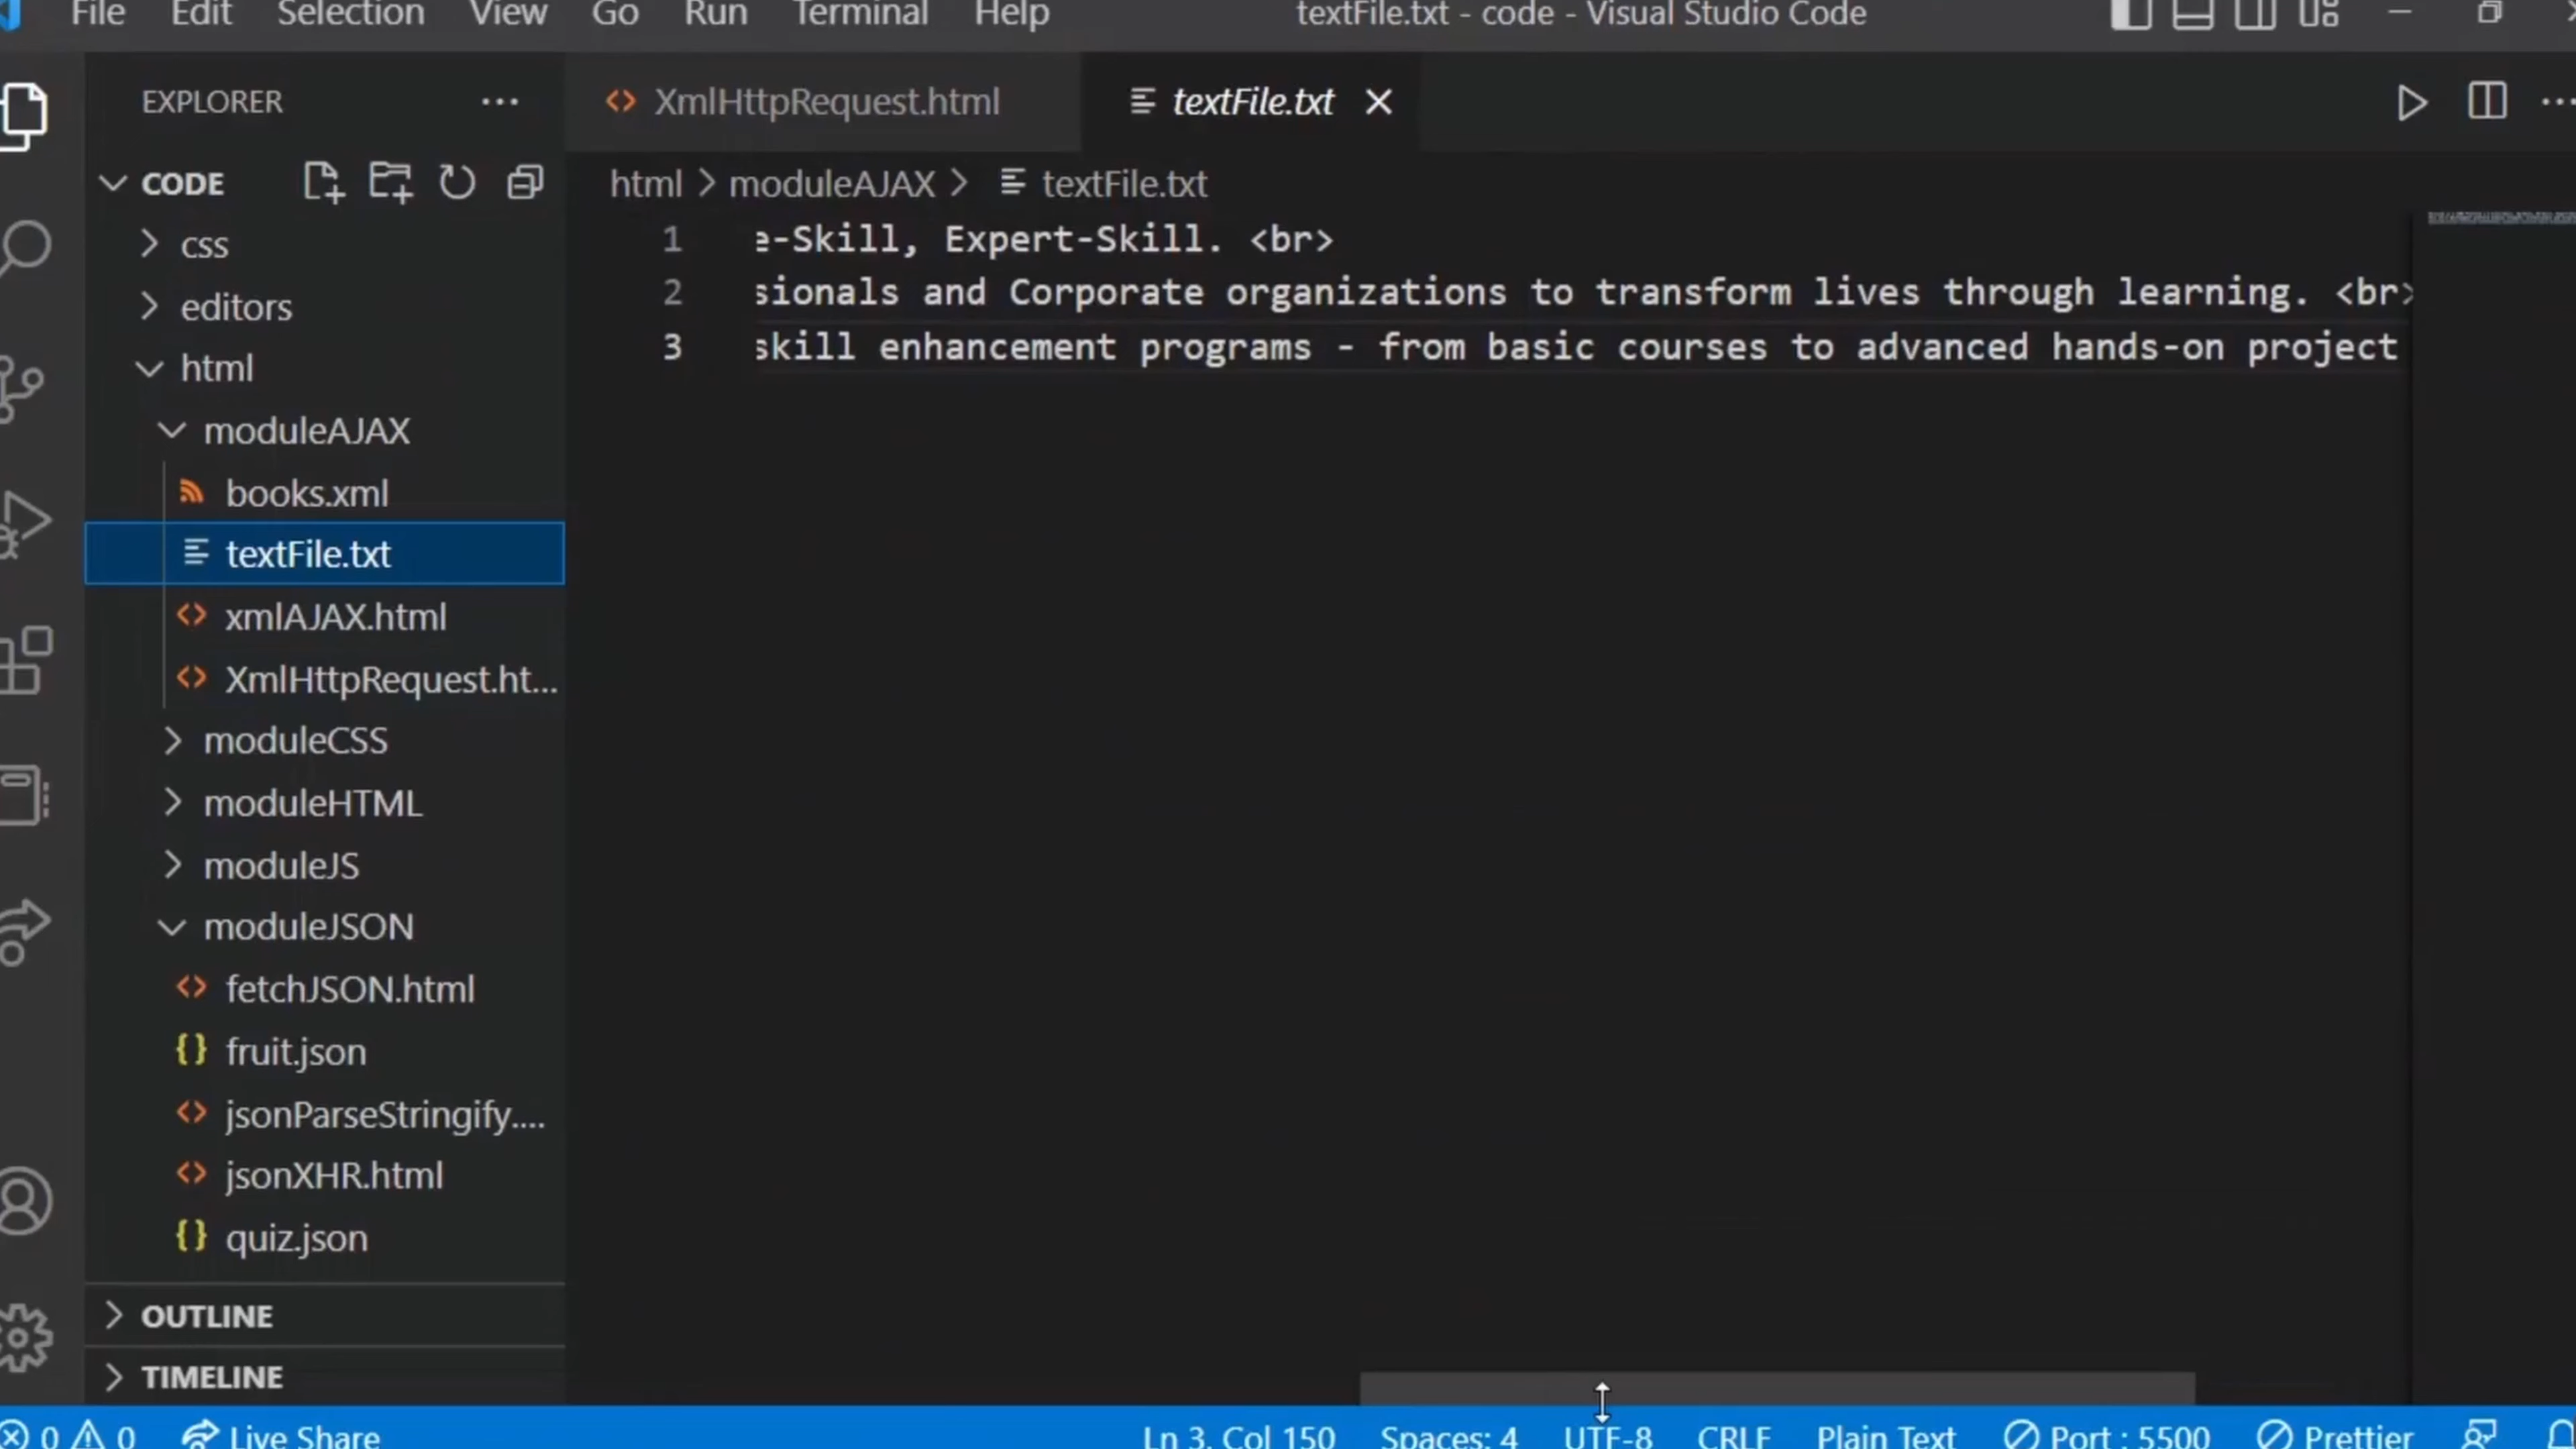 File Edit Selection View Go Run Terminal Help textFile.txt - code - Visual Studio Code
EXPLORER
XmlHttpRequest.html
textFile.txt
CODE
html > moduleAJAX > textFile.txt
css
1 e-Skill, Expert-Skill. <br>
editors
2 sionals and Corporate organizations to transform lives through learning. <br>
html
3 skill enhancement programs - from basic courses to advanced hands-on project
moduleAJAX
books.xml
textFile.txt
xmlAJAX.html
XmlHttpRequest.ht...
moduleCSS
moduleHTML
moduleJS
moduleJSON
fetchJSON.html
fruit.json
jsonParseStringify....
jsonXHR.html
quiz.json
OUTLINE
TIMELINE
0 0 Live Share Ln 3, Col 150 Spaces: 4 UTF-8 CRLF Plain Text Port : 5500 Prettier